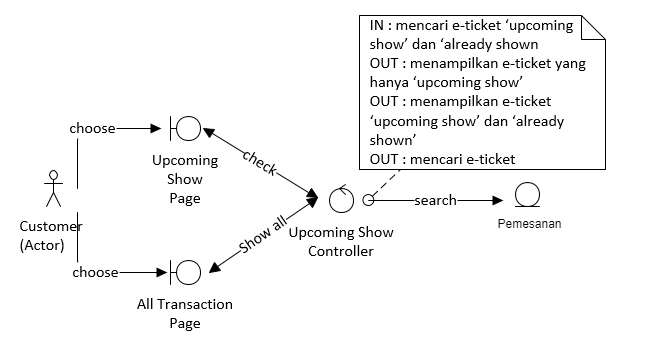 IN : mencari e-ticket ‘upcoming
show’ dan ‘already shown
OUT : menampilkan e-ticket yang
hanya ‘upcoming show’
OUT : menampilkan e-ticket
‘upcoming show’ dan ‘already
shown’
OUT : mencari e-ticket
choose
Upcoming
Show
Page
check
Customer
(Actor)
Show all
Upcoming Show
Controller
search
Pemesanan
choose
All Transaction
Page